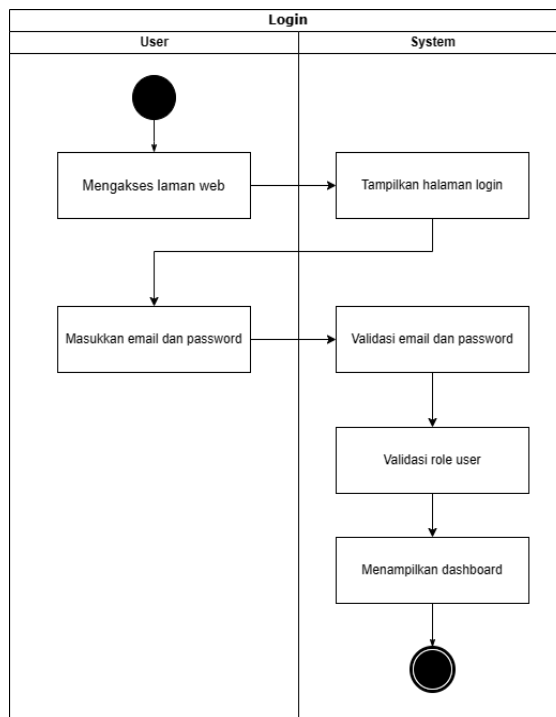 Login
User
System
Mengakses laman web
Tampilkan halaman login
Masukkan email dan password
Validasi email dan password
Validasi role user
Menampilkan dashboard